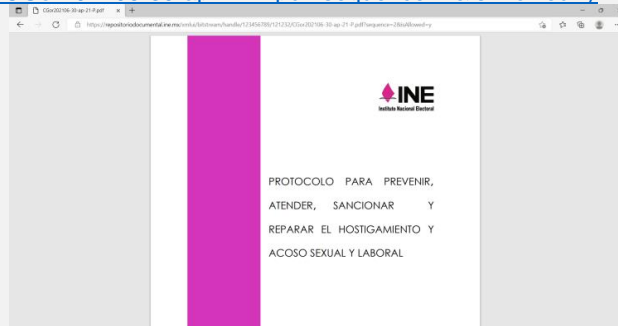 CGor202106-30-ap-21-P.pdf
https://repositoriodocumental.ine.mx/xmlui/bitstream/handle/123456789/121232/CGor202106-30-ap-21-P.pdf?sequence=2&isAllowed=y
INE
Instituto Nacional Electoral
PROTOCOLO PARA PREVENIR,
ATENDER, SANCIONAR Y
REPARAR EL HOSTIGAMIENTO Y
ACOSO SEXUAL Y LABORAL